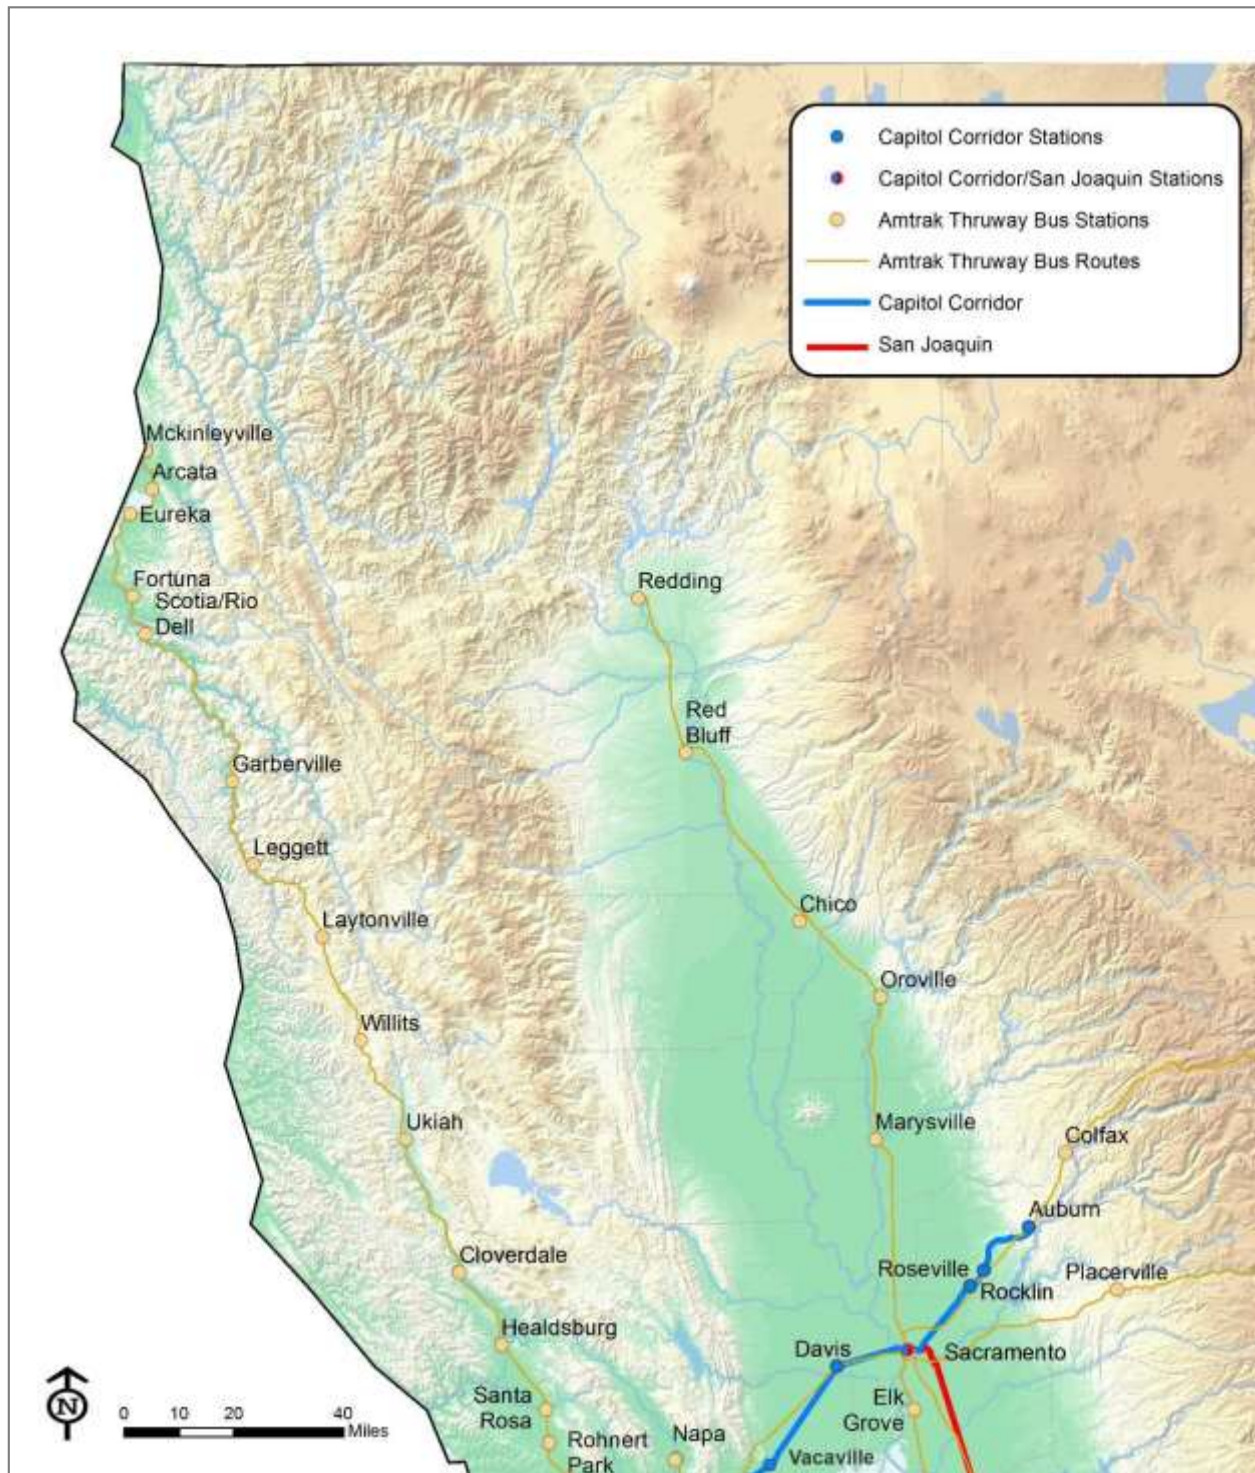 Capitol Corridor Stations
Capitol Corridor/San Joaquin Stations
Amtrak Thruway Bus Stations
Amtrak Thruway Bus Routes
Capitol Corridor
San Joaquin
Mckinleyville
Arcata
Eureka
Fortuna
Scotia/Rio
Dell
Redding
Red
Bluff
Garberville
Leggett
Chico
Laytonville
Oroville
Willits
Ukiah
Marysville
Colfax
Auburn
Cloverdale
Roseville
Placerville
Rocklin
Healdsburg
Davis
Sacramento
Santa
Rosa
Elk
Grove
Rohnert
Park
Napa
Vacaville
N
0 10 20 40
Miles